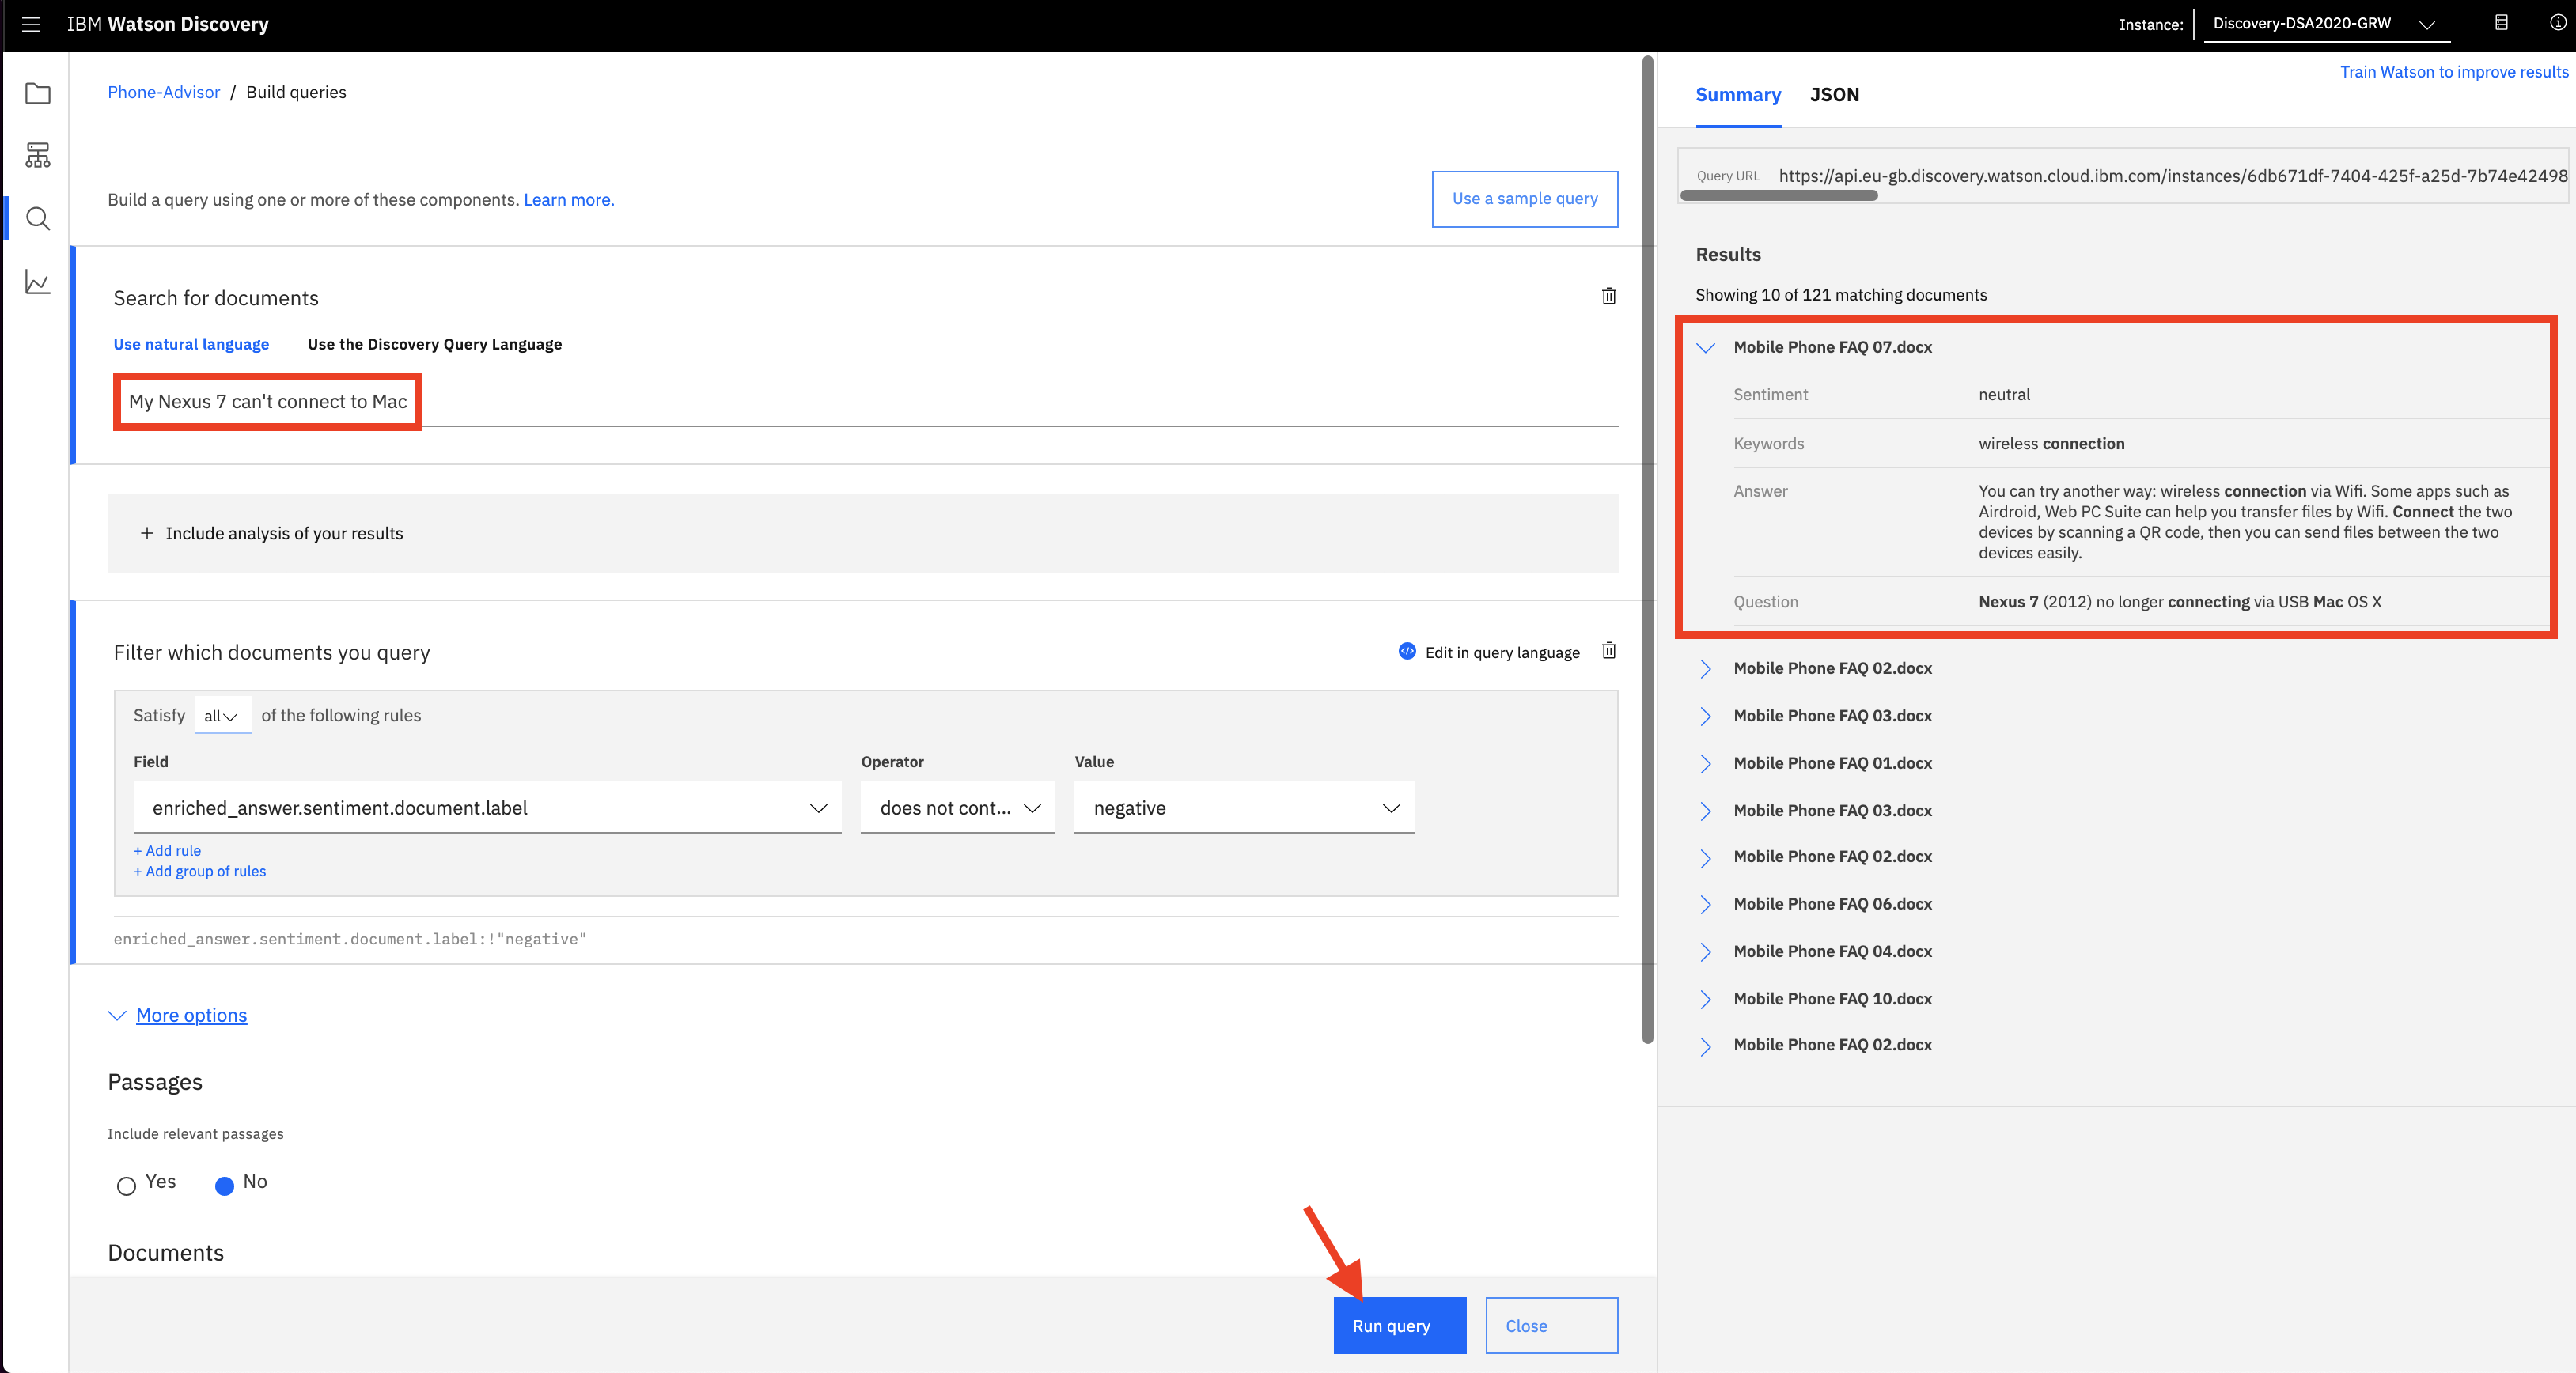 IBM Watson Discovery
Instance:
Discovery-DSA2020-GRW
Phone-Advisor / Build queries
Build a query using one or more of these components. Learn more.
Use a sample query
Search for documents
Use natural language
Use the Discovery Query Language
My Nexus 7 can't connect to Mac
+ Include analysis of your results
Filter which documents you query
Edit in query language
Satisfy all of the following rules
Field
Operator
Value
enriched_answer.sentiment.document.label
does not cont...
negative
+ Add rule
+ Add group of rules
enriched_answer.sentiment.document.label:!"negative"
More options
Passages
Include relevant passages
Yes
No
Documents
Run query
Close
Train Watson to improve results
Summary
JSON
Query URL
https://api.eu-gb.discovery.watson.cloud.ibm.com/instances/6db671df-7404-425f-a25d-7b74e42498
Results
Showing 10 of 121 matching documents
Mobile Phone FAQ 07.docx
Sentiment
neutral
Keywords
wireless connection
Answer
You can try another way: wireless connection via Wifi. Some apps such as
Airdroid, Web PC Suite can help you transfer files by Wifi. Connect the two
devices by scanning a QR code, then you can send files between the two
devices easily.
Question
Nexus 7 (2012) no longer connecting via USB Mac OS X
Mobile Phone FAQ 02.docx
Mobile Phone FAQ 03.docx
Mobile Phone FAQ 01.docx
Mobile Phone FAQ 03.docx
Mobile Phone FAQ 02.docx
Mobile Phone FAQ 06.docx
Mobile Phone FAQ 04.docx
Mobile Phone FAQ 10.docx
Mobile Phone FAQ 02.docx